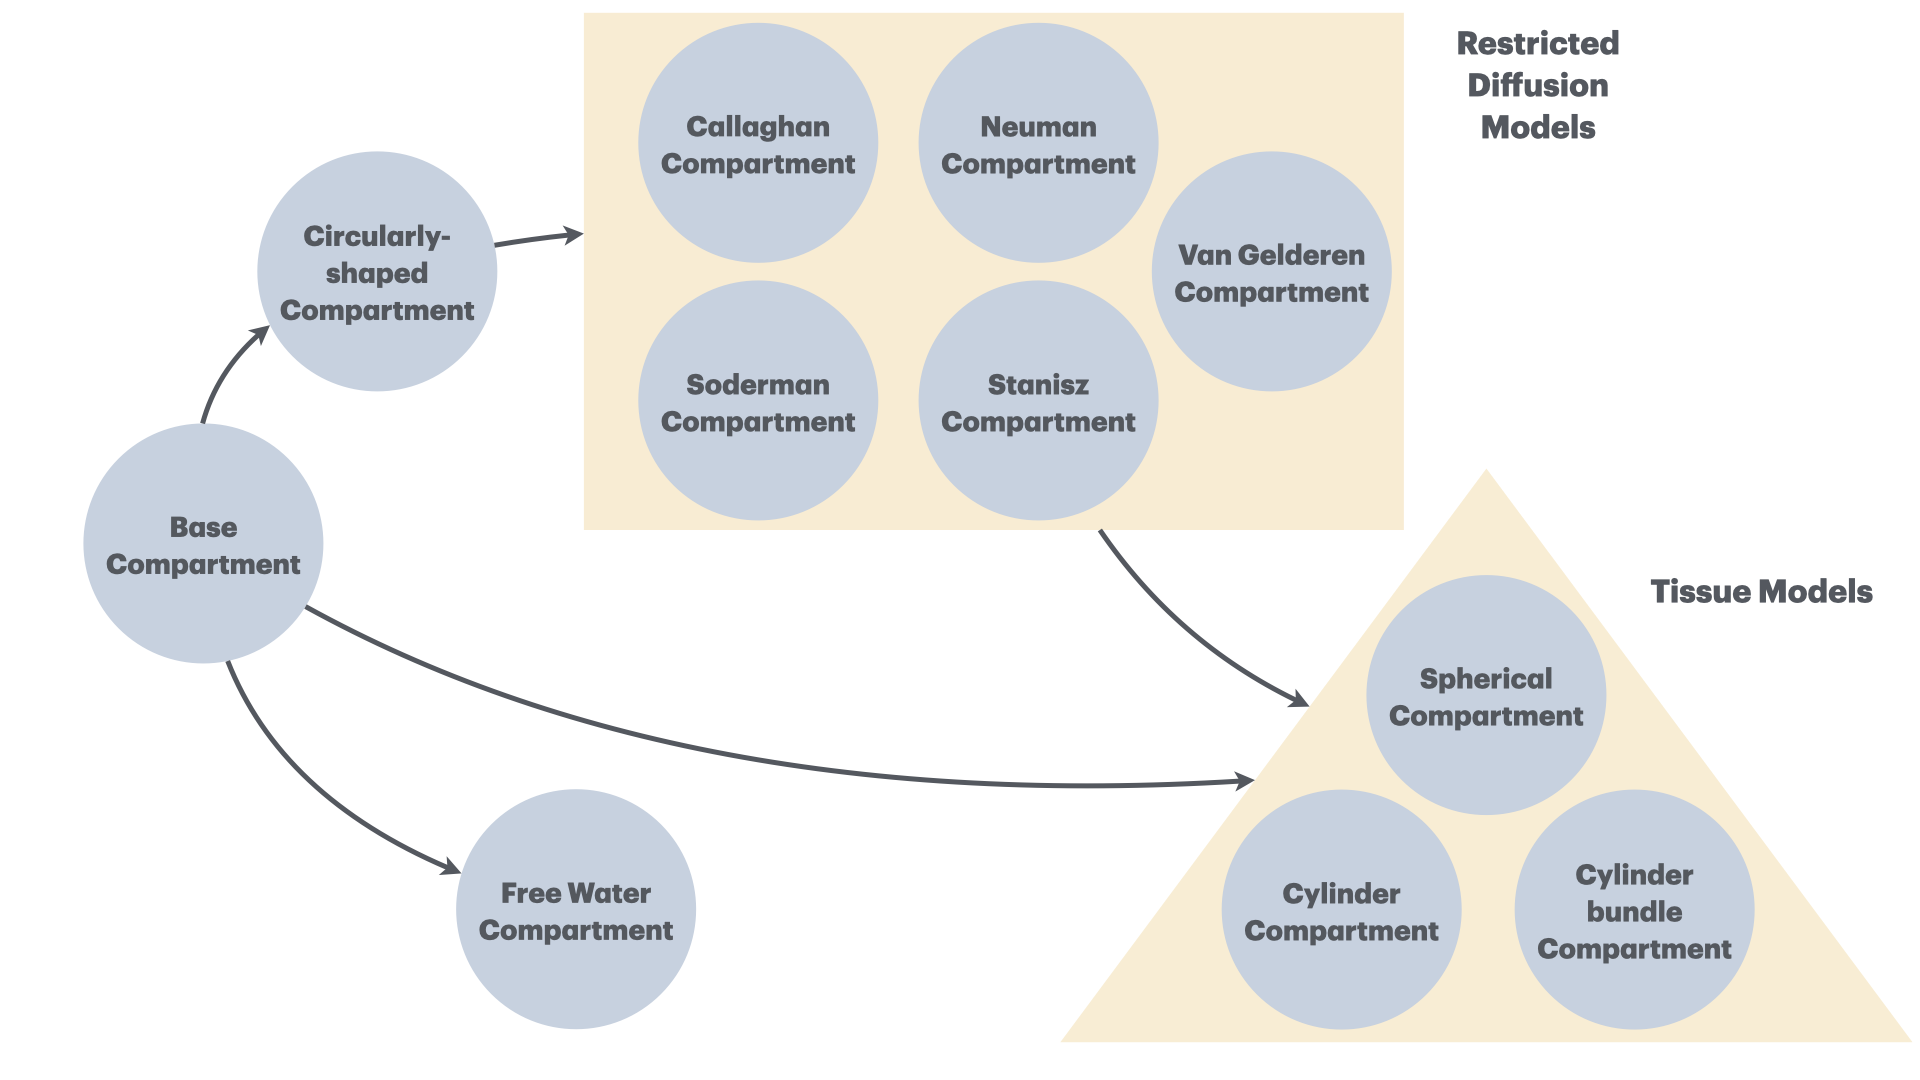 Restricted
Diffusion
Models
Callaghan
Compartment
Neuman
Compartment
Van Gelderen
Compartment
Circularly-
shaped
Compartment
Soderman
Compartment
Stanisz
Compartment
Base
Compartment
Tissue Models
Spherical
Compartment
Free Water
Compartment
Cylinder
Compartment
Cylinder
bundle
Compartment